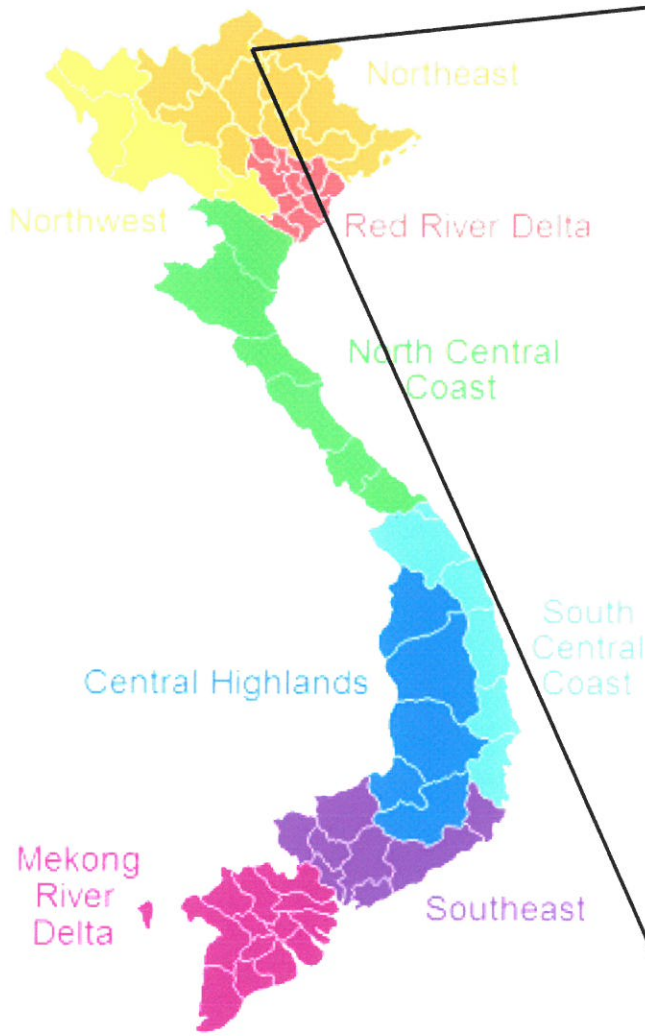 Northeast
Northwest
Red River Delta
North Central
Coast
South
Central
Coast
Central Highlands
Mekong
River
Delta
Southeast